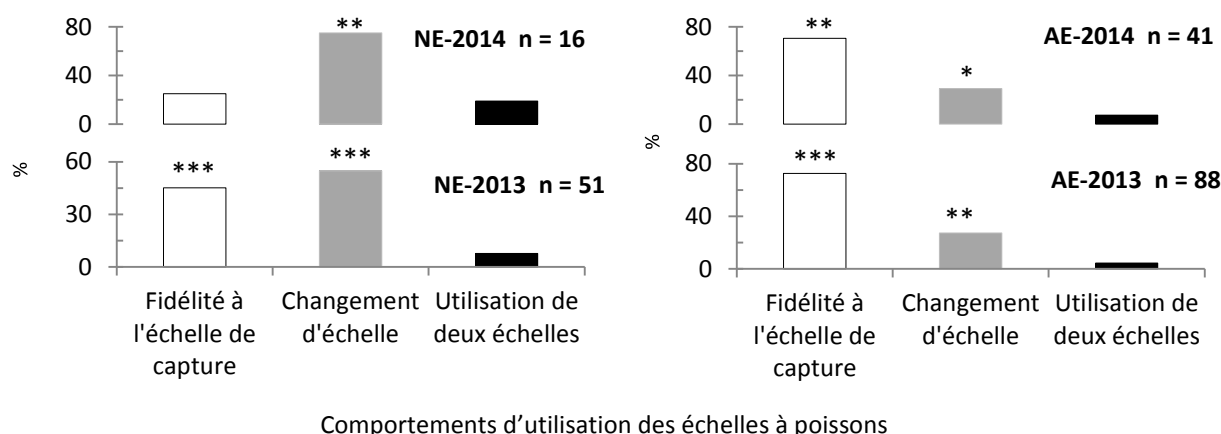 80
40
0
**
NE-2014 n = 16
%
60
30
0
***
***
NE-2013 n = 51
Fidélité à
l'échelle de
capture
Changement
d'échelle
Utilisation de
deux échelles
80
40
0
**
*
AE-2014 n = 41
%
80
40
0
***
**
AE-2013 n = 88
Fidélité à
l'échelle de
capture
Changement
d'échelle
Utilisation de
deux échelles
Comportements d’utilisation des échelles à poissons